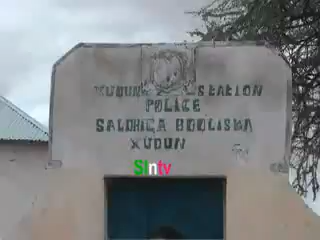 XUDUN STATION
POLICE
SALDHIGA BOOLISKA
XUDUN
SIntv